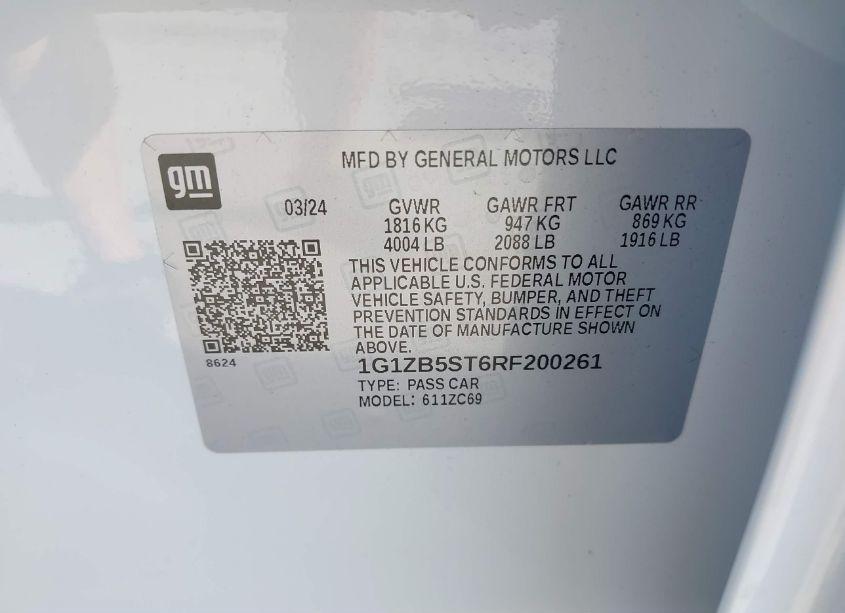 gm
MFD BY GENERAL MOTORS LLC
03/24 GVWR GAWR FRT GAWR RR
1816 KG 947 KG 869 KG
4004 LB 2088 LB 1916 LB
THIS VEHICLE CONFORMS TO ALL
APPLICABLE U.S. FEDERAL MOTOR
VEHICLE SAFETY, BUMPER, AND THEFT
PREVENTION STANDARDS IN EFFECT ON
THE DATE OF MANUFACTURE SHOWN
ABOVE.
8624
1G1ZB5ST6RF200261
TYPE: PASS CAR
MODEL: 611ZC69